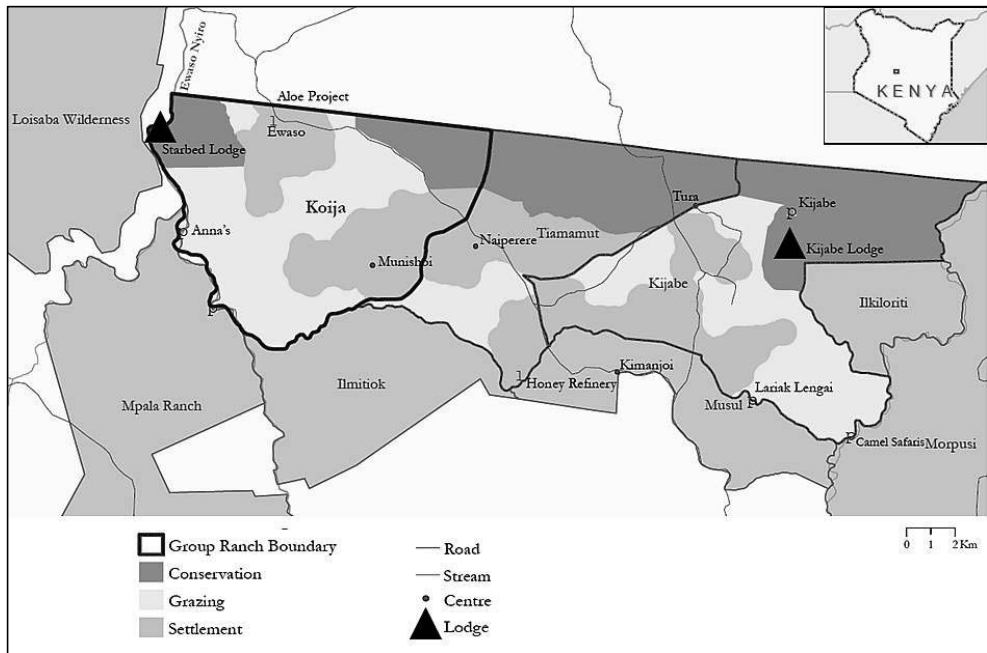 Ewaso Nyiro
Aloe Project
KENYA
Loisaba Wilderness
l
Ewaso
Starbed Lodge
Koija
Tura
p
Kijabe
Anna's
Naiperere
Tiamamut
Kijabe Lodge
Munishoi
Kijabe
Ilkiloriti
p
Ilmitiok
l
Honey Refinery
Kimanjoi
Lariak Lengai
Mpala Ranch
Musul
p
p
Camel Safaris
Morpusi
Group Ranch Boundary
Conservation
Grazing
Settlement
Road
Stream
Centre
Lodge
0 1 2 Km